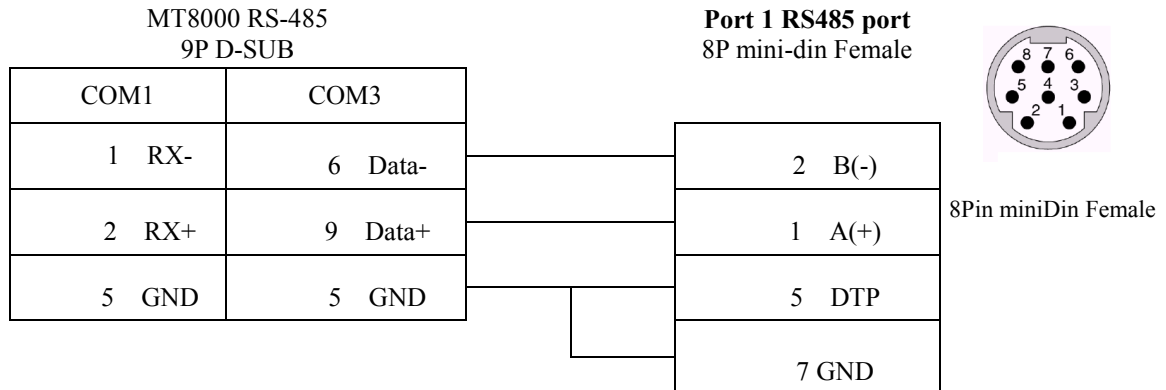 MT8000 RS-485
9P D-SUB
Port 1 RS485 port
8P mini-din Female
COM1 COM3
1 RX- 6 Data- 2 B(-)
2 RX+ 9 Data+ 1 A(+)
5 GND 5 GND 5 DTP
7 GND
8 7 6
5 4 3
2 1
8Pin miniDin Female